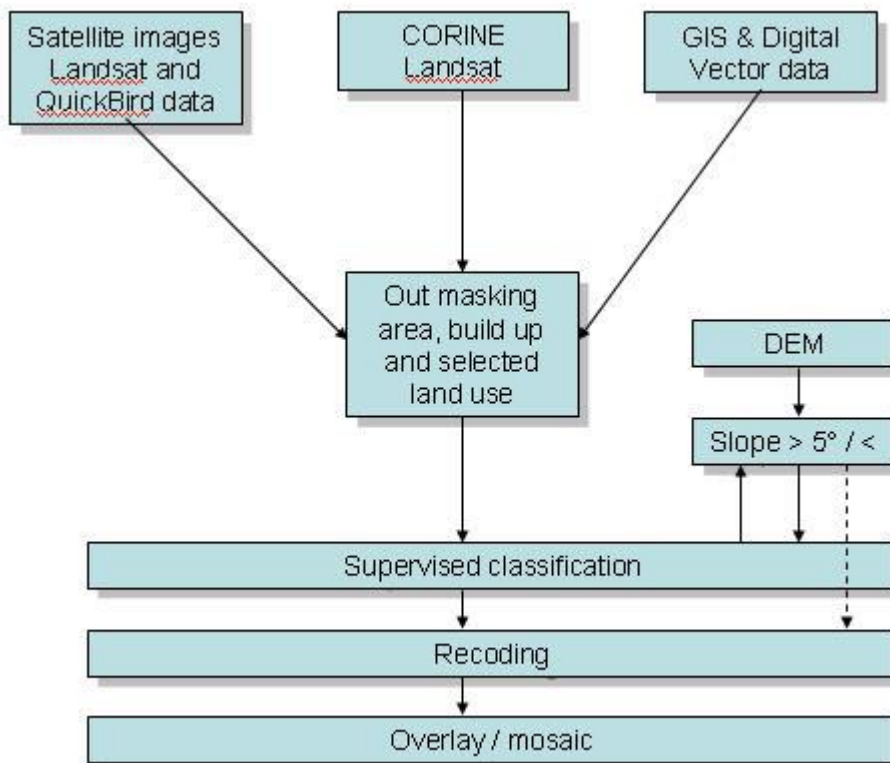 Satellite images
Landsat and
QuickBird data
CORINE
Landsat
GIS & Digital
Vector data
Out masking
area, build up
and selected
land use
DEM
Slope > 5° / <
Supervised classification
Recoding
Overlay / mosaic